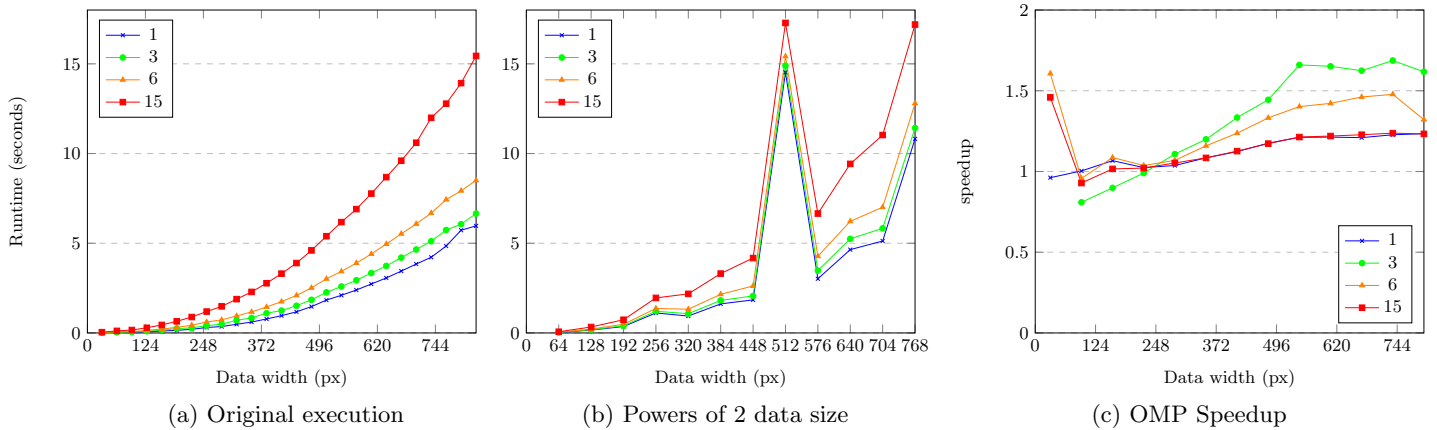 Runtime (seconds)
15
10
5
0
1
3
6
15
0 124 248 372 496 620 744
Data width (px)
(a) Original execution
15
10
5
0
1
3
6
15
0 64 128 192 256 320 384 448 512 576 640 704 768
Data width (px)
(b) Powers of 2 data size
speedup
2
1.5
1
0.5
0
1
3
6
15
0 124 248 372 496 620 744
Data width (px)
(c) OMP Speedup